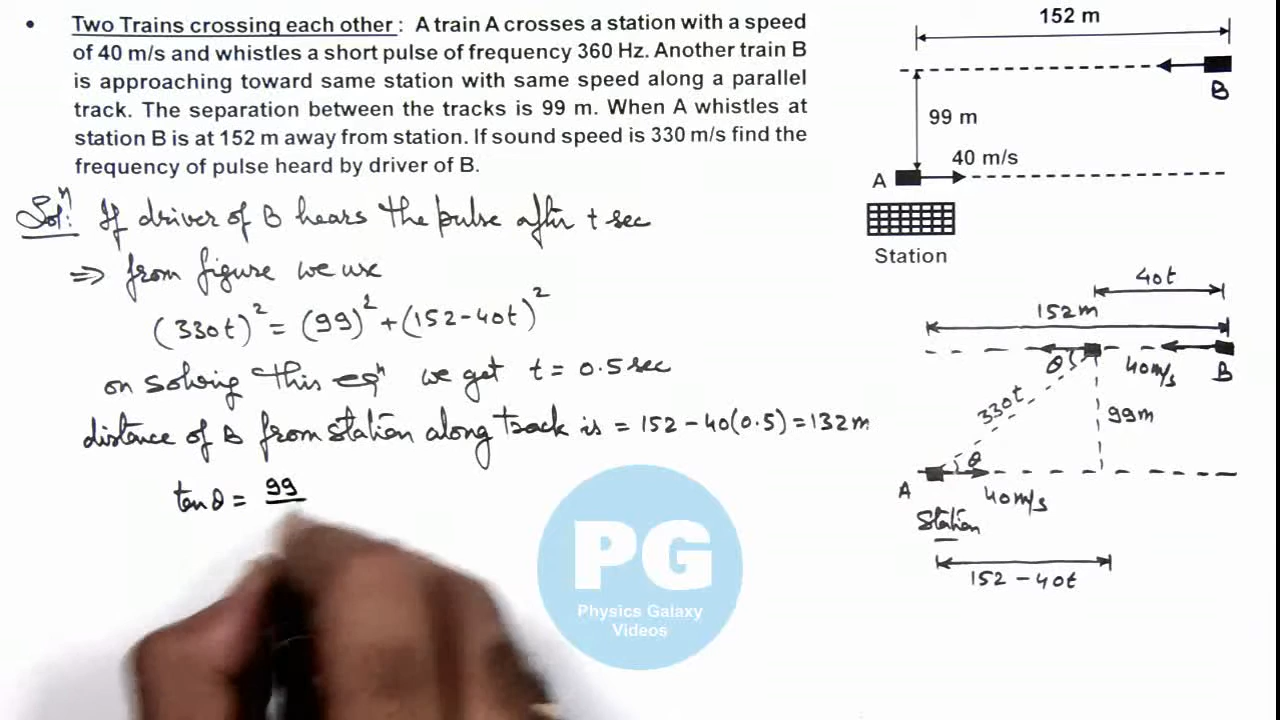 • Two Trains crossing each other : A train A crosses a station with a speed
of 40 m/s and whistles a short pulse of frequency 360 Hz. Another train B
is approaching toward same station with same speed along a parallel
track. The separation between the tracks is 99 m. When A whistles at
station B is at 152 m away from station. If sound speed is 330 m/s find the
frequency of pulse heard by driver of B.
152 m
B
99 m
40 m/s
A
Station
Solⁿ: If driver of B hears the pulse after t sec
⇒ from figure we use
(330t)² = (99)² + (152-40t)²
on solving this eqⁿ we get t = 0.5 sec
distance of B from station along track is = 152 - 40(0.5) = 132 m
tanθ = 99
40t
152m
θ
40m/s
B
330t
99m
θ
A
40m/s
Station
152 - 40t
PG
Physics Galaxy
Videos